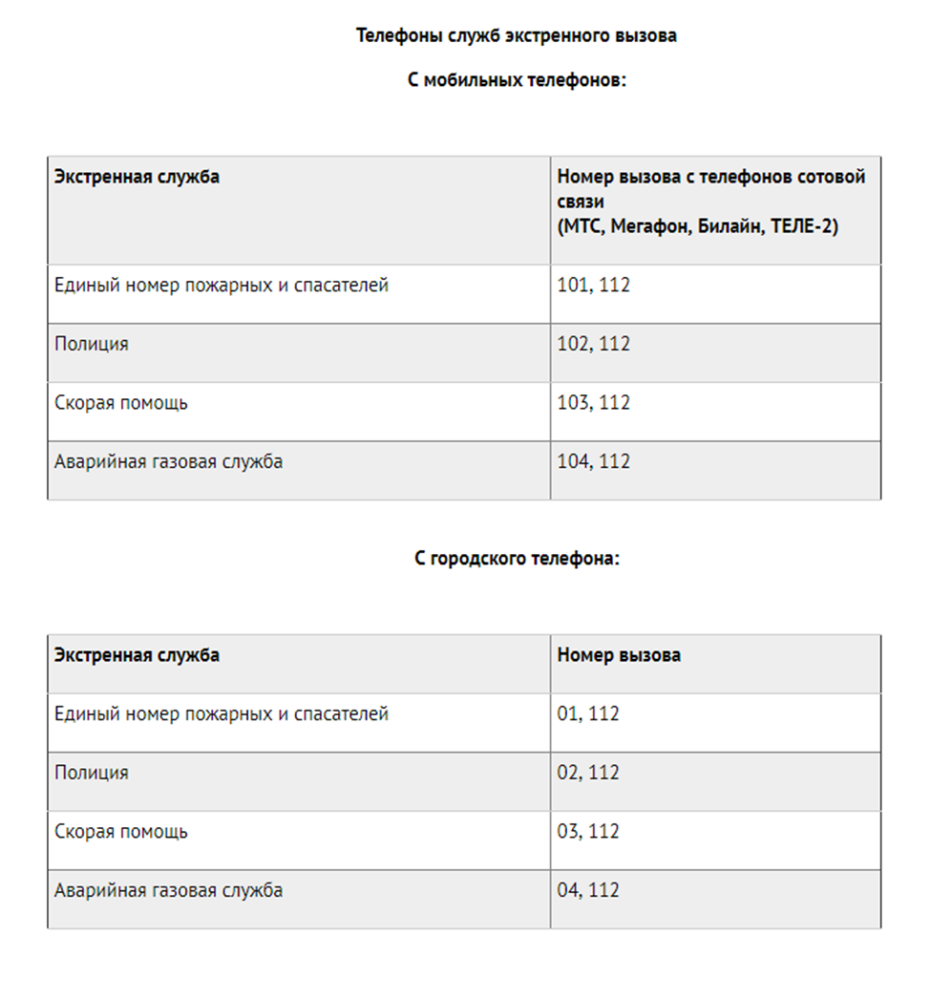 Телефоны служб экстренного вызова
С мобильных телефонов:
Экстренная служба
Номер вызова с телефонов сотовой
связи
(МТС, Мегафон, Билайн, ТЕЛЕ-2)
Единый номер пожарных и спасателей
101, 112
Полиция
102, 112
Скорая помощь
103, 112
Аварийная газовая служба
104, 112
С городского телефона:
Экстренная служба
Номер вызова
Единый номер пожарных и спасателей
01, 112
Полиция
02, 112
Скорая помощь
03, 112
Аварийная газовая служба
04, 112